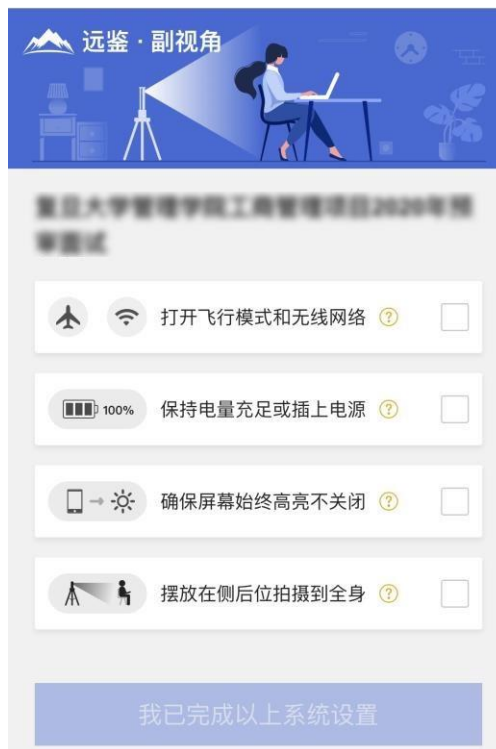 远鉴·副视角
打开飞行模式和无线网络 ?
100% 保持电量充足或插上电源 ?
确保屏幕始终高亮不关闭 ?
摆放在侧后位拍摄到全身 ?
我已完成以上系统设置